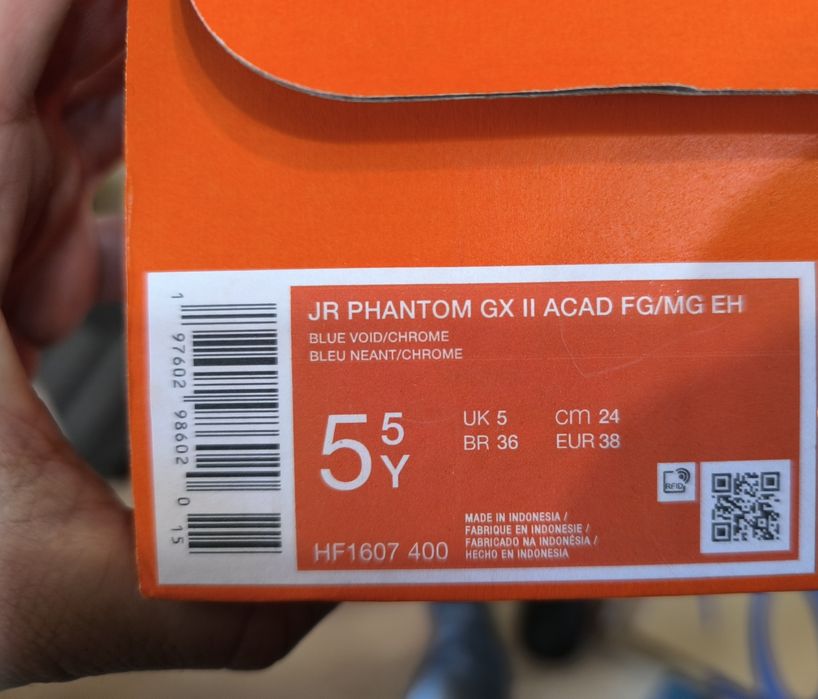 JR PHANTOM GX II ACAD FG/MG EH
BLUE VOID/CHROME
BLEU NEANT/CHROME
5 5 Y
UK 5 cm 24
BR 36 EUR 38
RFID
MADE IN INDONESIA /
FABRIQUE EN INDONESIE /
FABRICADO NA INDONÉSIA /
HECHO EN INDONESIA
HF1607 400
1 97602 98602 0 15